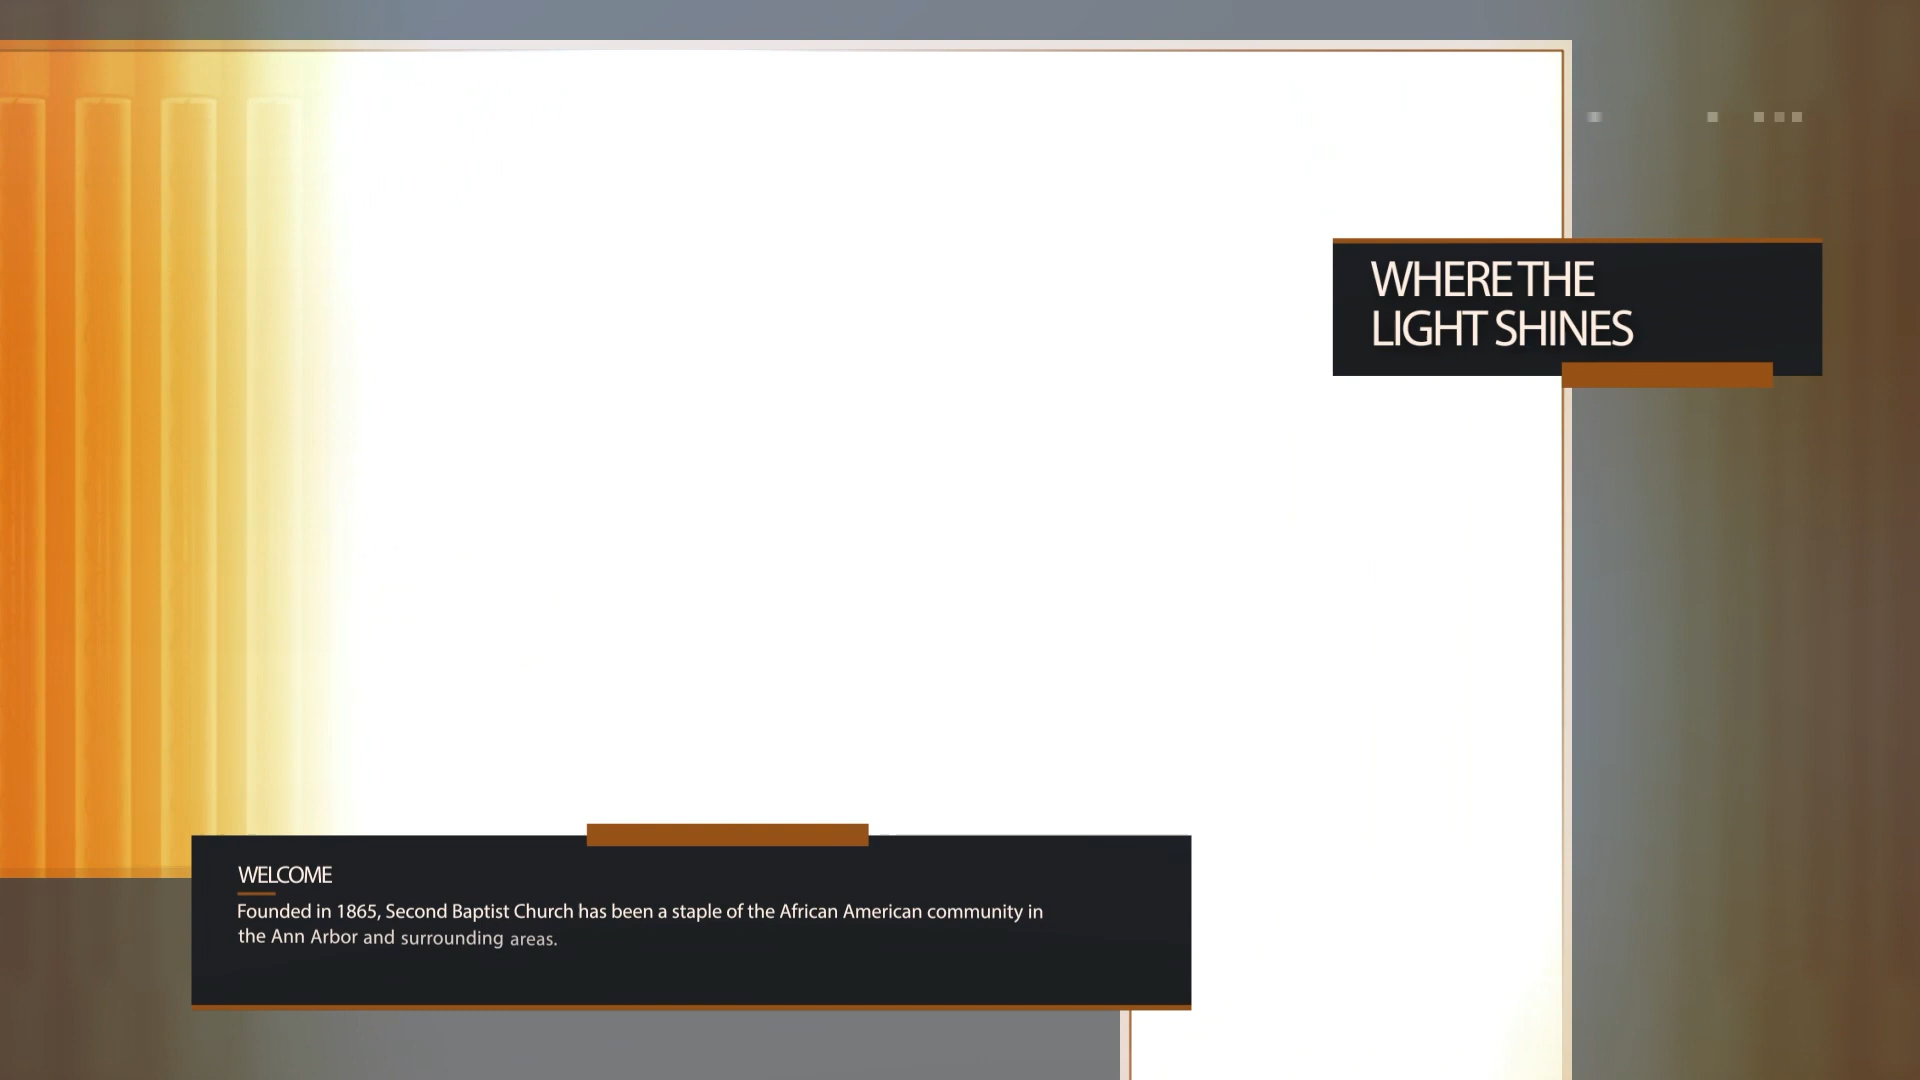 WHERE THE
LIGHT SHINES
WELCOME
Founded in 1865, Second Baptist Church has been a staple of the African American community in
the Ann Arbor and surrounding areas.